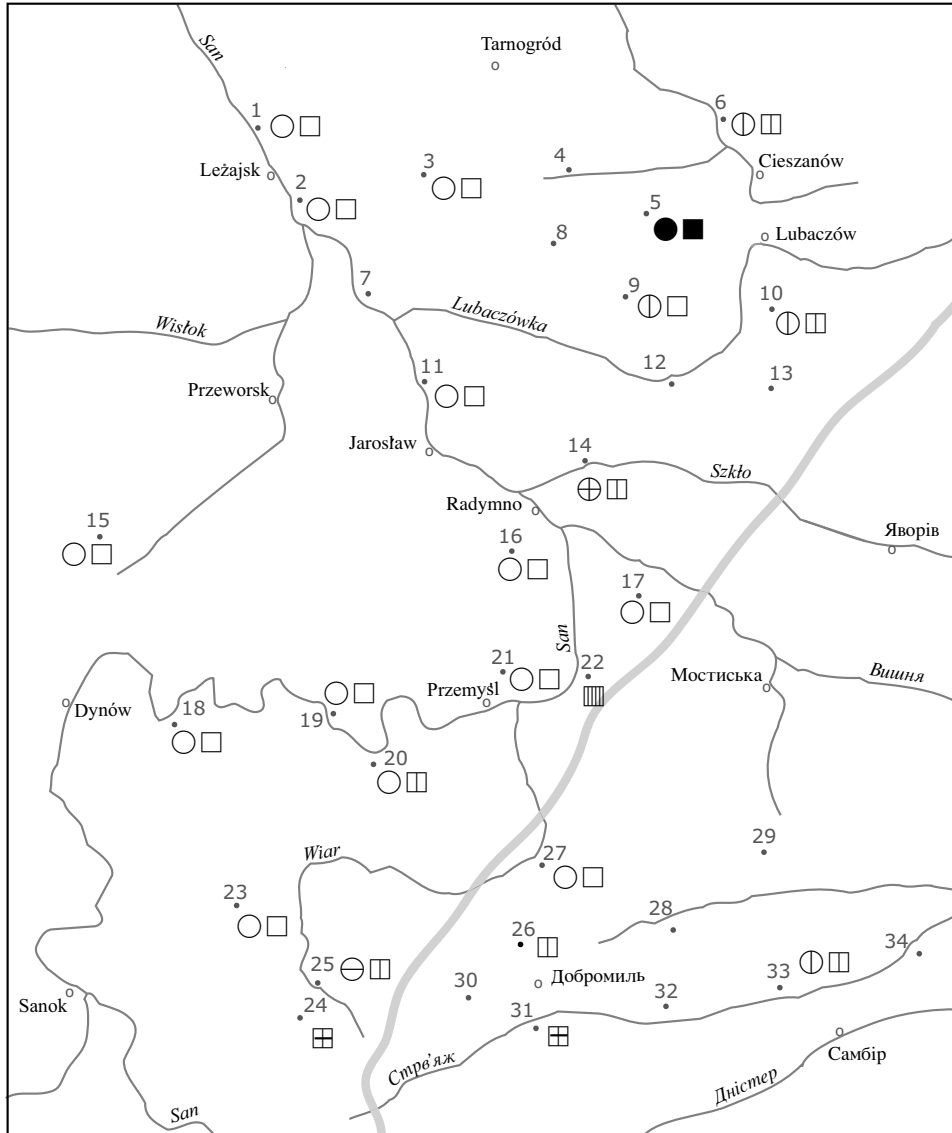 San
Tarnogród
1
6
Leżajsk
3
4
Cieszanów
2
5
8
Lubaczów
7
9
10
Wisłok
Lubaczówka
12
13
Przeworsk
11
Jarosław
14
Szkło
Radymno
15
16
Яворів
17
San
21
22
Przemyśl
Мостиська
Вишня
Dynów
18
19
20
29
Wiar
27
23
28
26
34
25
30
Добромиль
33
Sanok
24
31
32
Самбір
Стрв'яж
Дністер
San